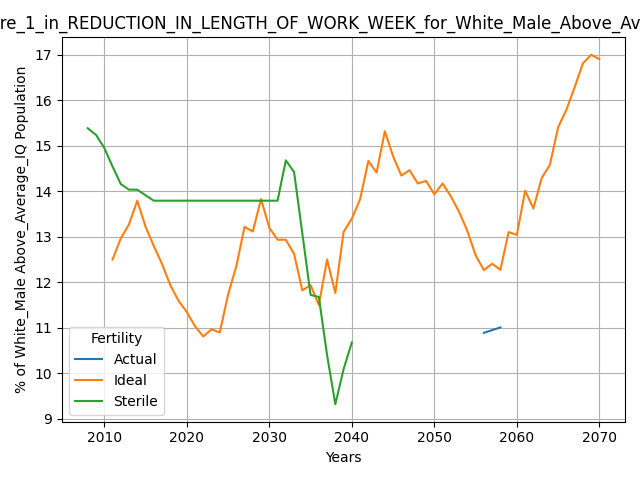 re_1_in_REDUCTION_IN_LENGTH_OF_WORK_WEEK_for_White_Male_Above_Av
% of White_Male Above_Average_IQ Population
17
16
15
14
13
12
11
10
9
Fertility
Actual
Ideal
Sterile
2010 2020 2030 2040 2050 2060 2070
Years